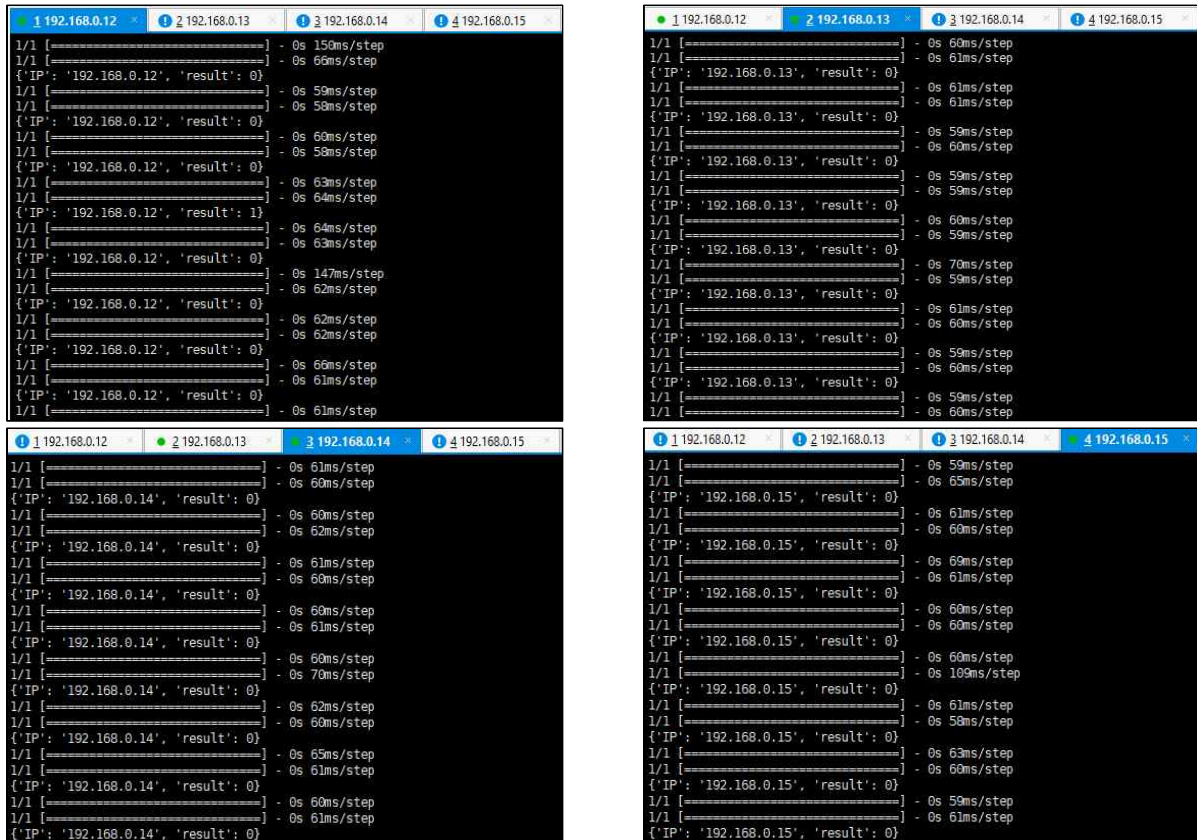 1 192.168.0.12 × 2 192.168.0.13 × 3 192.168.0.14 × 4 192.168.0.15 ×
1/1 [==============================] - 0s 150ms/step
1/1 [==============================] - 0s 66ms/step
{'IP': '192.168.0.12', 'result': 0}
1/1 [==============================] - 0s 59ms/step
1/1 [==============================] - 0s 58ms/step
{'IP': '192.168.0.12', 'result': 0}
1/1 [==============================] - 0s 60ms/step
1/1 [==============================] - 0s 58ms/step
{'IP': '192.168.0.12', 'result': 0}
1/1 [==============================] - 0s 63ms/step
1/1 [==============================] - 0s 64ms/step
{'IP': '192.168.0.12', 'result': 1}
1/1 [==============================] - 0s 64ms/step
1/1 [==============================] - 0s 63ms/step
{'IP': '192.168.0.12', 'result': 0}
1/1 [==============================] - 0s 147ms/step
1/1 [==============================] - 0s 62ms/step
{'IP': '192.168.0.12', 'result': 0}
1/1 [==============================] - 0s 62ms/step
1/1 [==============================] - 0s 62ms/step
{'IP': '192.168.0.12', 'result': 0}
1/1 [==============================] - 0s 66ms/step
1/1 [==============================] - 0s 61ms/step
{'IP': '192.168.0.12', 'result': 0}
1/1 [==============================] - 0s 61ms/step
1 192.168.0.12 × 2 192.168.0.13 × 3 192.168.0.14 × 4 192.168.0.15 ×
1/1 [==============================] - 0s 60ms/step
1/1 [==============================] - 0s 61ms/step
{'IP': '192.168.0.13', 'result': 0}
1/1 [==============================] - 0s 61ms/step
1/1 [==============================] - 0s 61ms/step
{'IP': '192.168.0.13', 'result': 0}
1/1 [==============================] - 0s 59ms/step
1/1 [==============================] - 0s 60ms/step
{'IP': '192.168.0.13', 'result': 0}
1/1 [==============================] - 0s 59ms/step
1/1 [==============================] - 0s 59ms/step
{'IP': '192.168.0.13', 'result': 0}
1/1 [==============================] - 0s 60ms/step
1/1 [==============================] - 0s 59ms/step
{'IP': '192.168.0.13', 'result': 0}
1/1 [==============================] - 0s 70ms/step
1/1 [==============================] - 0s 59ms/step
{'IP': '192.168.0.13', 'result': 0}
1/1 [==============================] - 0s 61ms/step
1/1 [==============================] - 0s 60ms/step
{'IP': '192.168.0.13', 'result': 0}
1/1 [==============================] - 0s 59ms/step
1/1 [==============================] - 0s 60ms/step
{'IP': '192.168.0.13', 'result': 0}
1/1 [==============================] - 0s 59ms/step
1/1 [==============================] - 0s 60ms/step
1 192.168.0.12 × 2 192.168.0.13 × 3 192.168.0.14 × 4 192.168.0.15 ×
1/1 [==============================] - 0s 61ms/step
1/1 [==============================] - 0s 60ms/step
{'IP': '192.168.0.14', 'result': 0}
1/1 [==============================] - 0s 60ms/step
1/1 [==============================] - 0s 62ms/step
{'IP': '192.168.0.14', 'result': 0}
1/1 [==============================] - 0s 61ms/step
1/1 [==============================] - 0s 60ms/step
{'IP': '192.168.0.14', 'result': 0}
1/1 [==============================] - 0s 60ms/step
1/1 [==============================] - 0s 61ms/step
{'IP': '192.168.0.14', 'result': 0}
1/1 [==============================] - 0s 60ms/step
1/1 [==============================] - 0s 70ms/step
{'IP': '192.168.0.14', 'result': 0}
1/1 [==============================] - 0s 62ms/step
1/1 [==============================] - 0s 60ms/step
{'IP': '192.168.0.14', 'result': 0}
1/1 [==============================] - 0s 65ms/step
1/1 [==============================] - 0s 61ms/step
{'IP': '192.168.0.14', 'result': 0}
1/1 [==============================] - 0s 60ms/step
1/1 [==============================] - 0s 61ms/step
{'IP': '192.168.0.14', 'result': 0}
1 192.168.0.12 × 2 192.168.0.13 × 3 192.168.0.14 × 4 192.168.0.15 ×
1/1 [==============================] - 0s 59ms/step
1/1 [==============================] - 0s 65ms/step
{'IP': '192.168.0.15', 'result': 0}
1/1 [==============================] - 0s 61ms/step
1/1 [==============================] - 0s 60ms/step
{'IP': '192.168.0.15', 'result': 0}
1/1 [==============================] - 0s 69ms/step
1/1 [==============================] - 0s 61ms/step
{'IP': '192.168.0.15', 'result': 0}
1/1 [==============================] - 0s 60ms/step
1/1 [==============================] - 0s 60ms/step
{'IP': '192.168.0.15', 'result': 0}
1/1 [==============================] - 0s 60ms/step
1/1 [==============================] - 0s 109ms/step
{'IP': '192.168.0.15', 'result': 0}
1/1 [==============================] - 0s 61ms/step
1/1 [==============================] - 0s 58ms/step
{'IP': '192.168.0.15', 'result': 0}
1/1 [==============================] - 0s 63ms/step
1/1 [==============================] - 0s 60ms/step
{'IP': '192.168.0.15', 'result': 0}
1/1 [==============================] - 0s 59ms/step
1/1 [==============================] - 0s 61ms/step
{'IP': '192.168.0.15', 'result': 0}